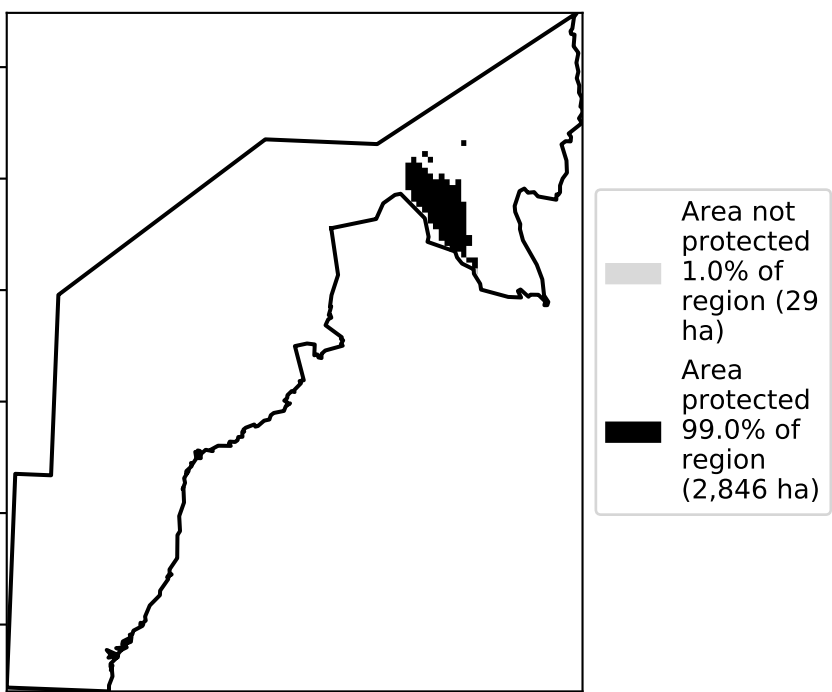 Area not
protected
1.0% of
region (29
ha)
Area
protected
99.0% of
region
(2,846 ha)